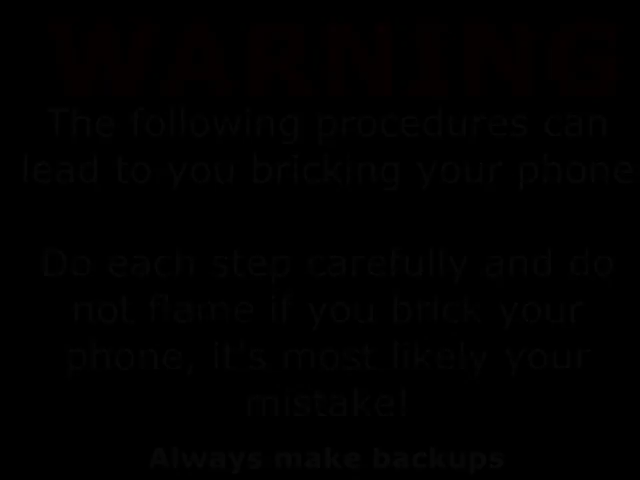 WARNING
The following procedures can
lead to you bricking your phone
Do each step carefully and do
not flame if you brick your
phone, it's most likely your
mistake!
Always make backups